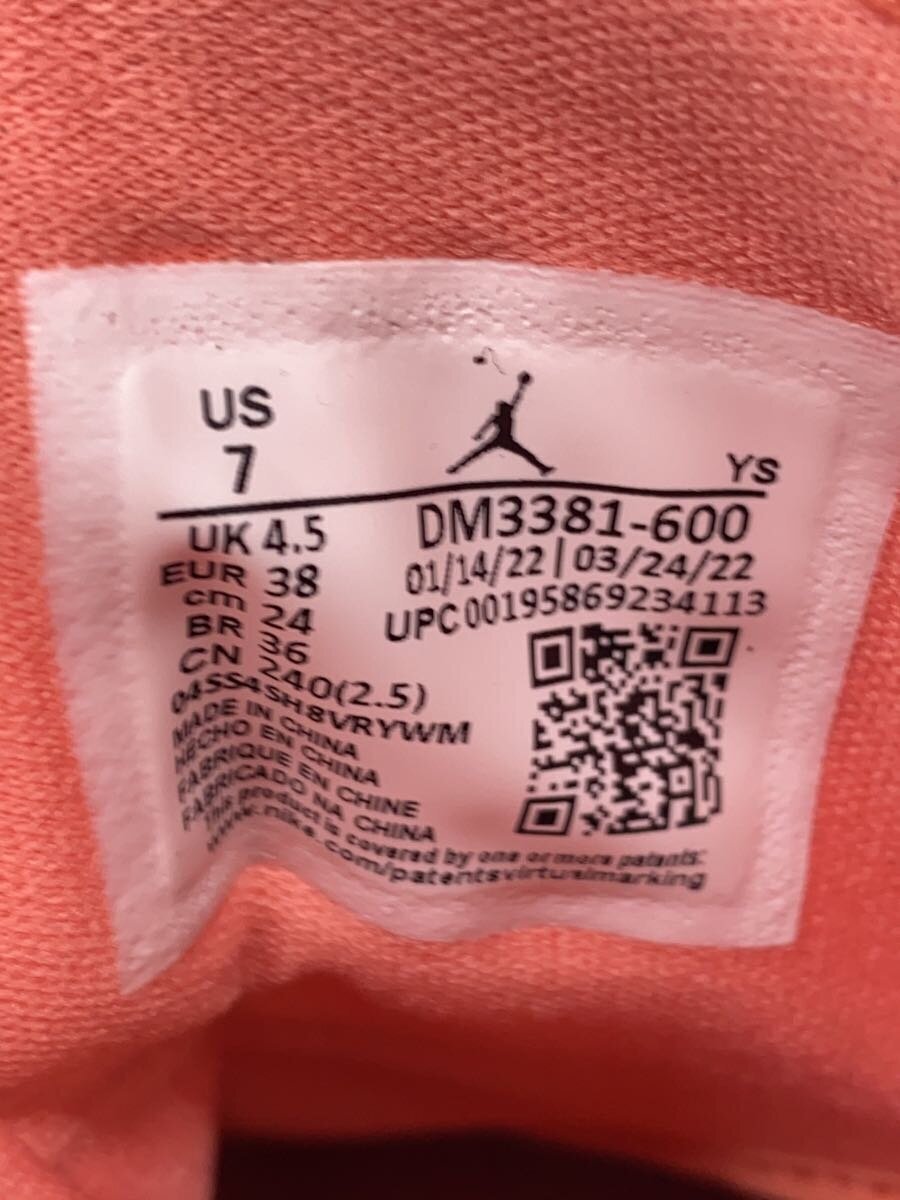 US
7
YS
UK 4.5
EUR 38
cm 24
BR 36
CN 240(2.5)
DM3381-600
01/14/22 | 03/24/22
UPC00195869234113
04SS4SH8VRYWM
MADE IN CHINA
HECHO EN CHINA
FABRIQUE EN CHINE
FABRICADO NA CHINA
This product is covered by one or more patents:
www.nike.com/patentsvirtualmarking